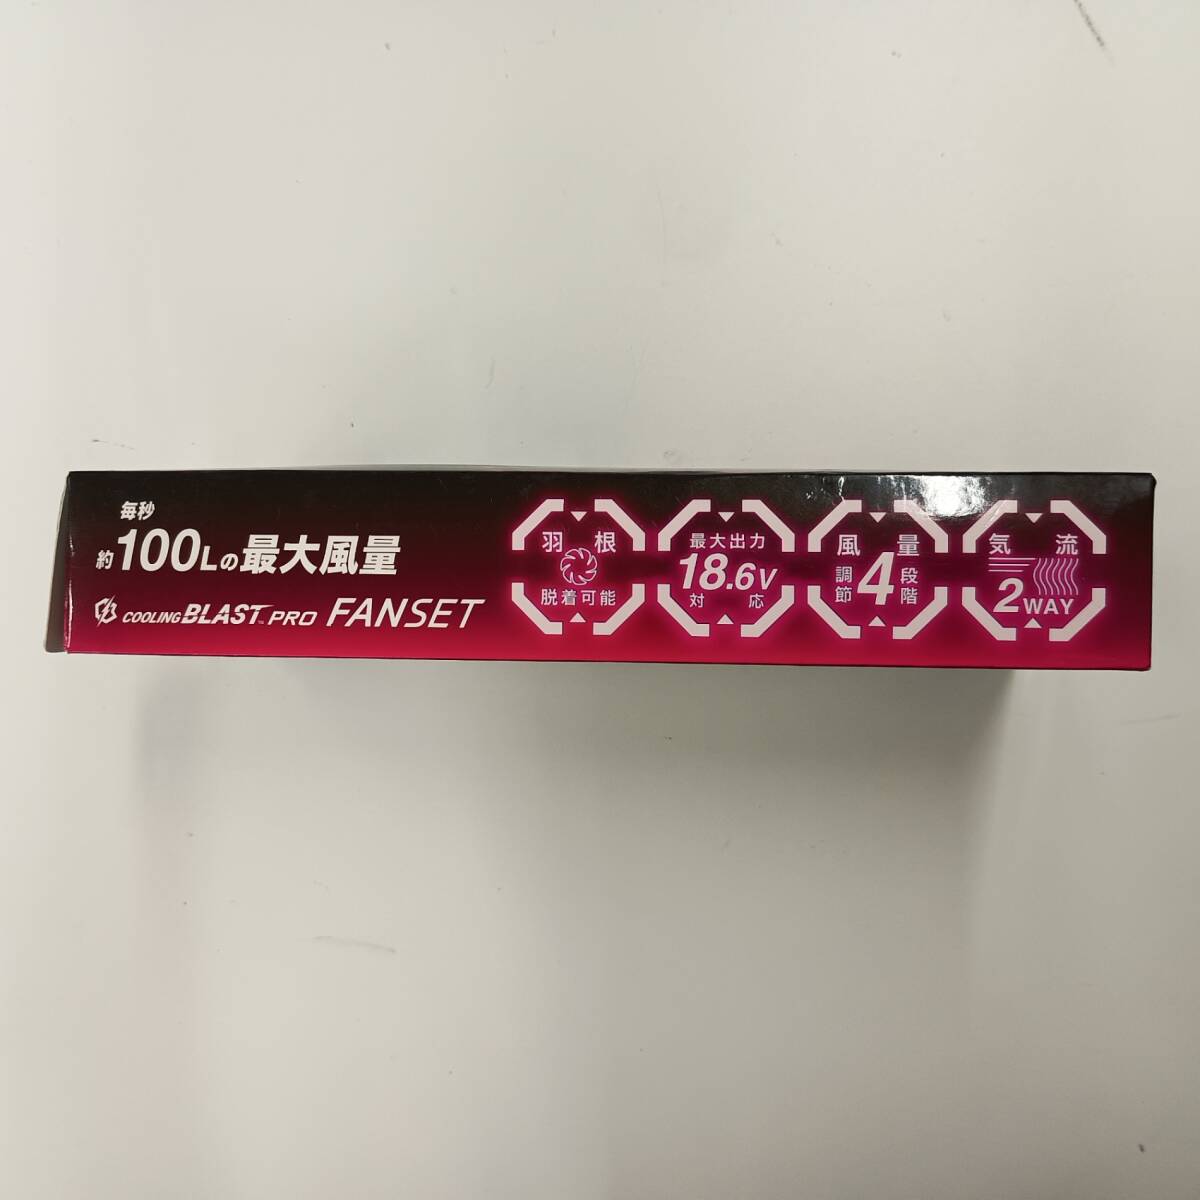 毎秒
約100Lの最大風量
COOLING BLAST™ PRO FANSET
羽根
脱着可能
最大出力
18.6V
対応
風量
調節
4
段階
気流
2WAY